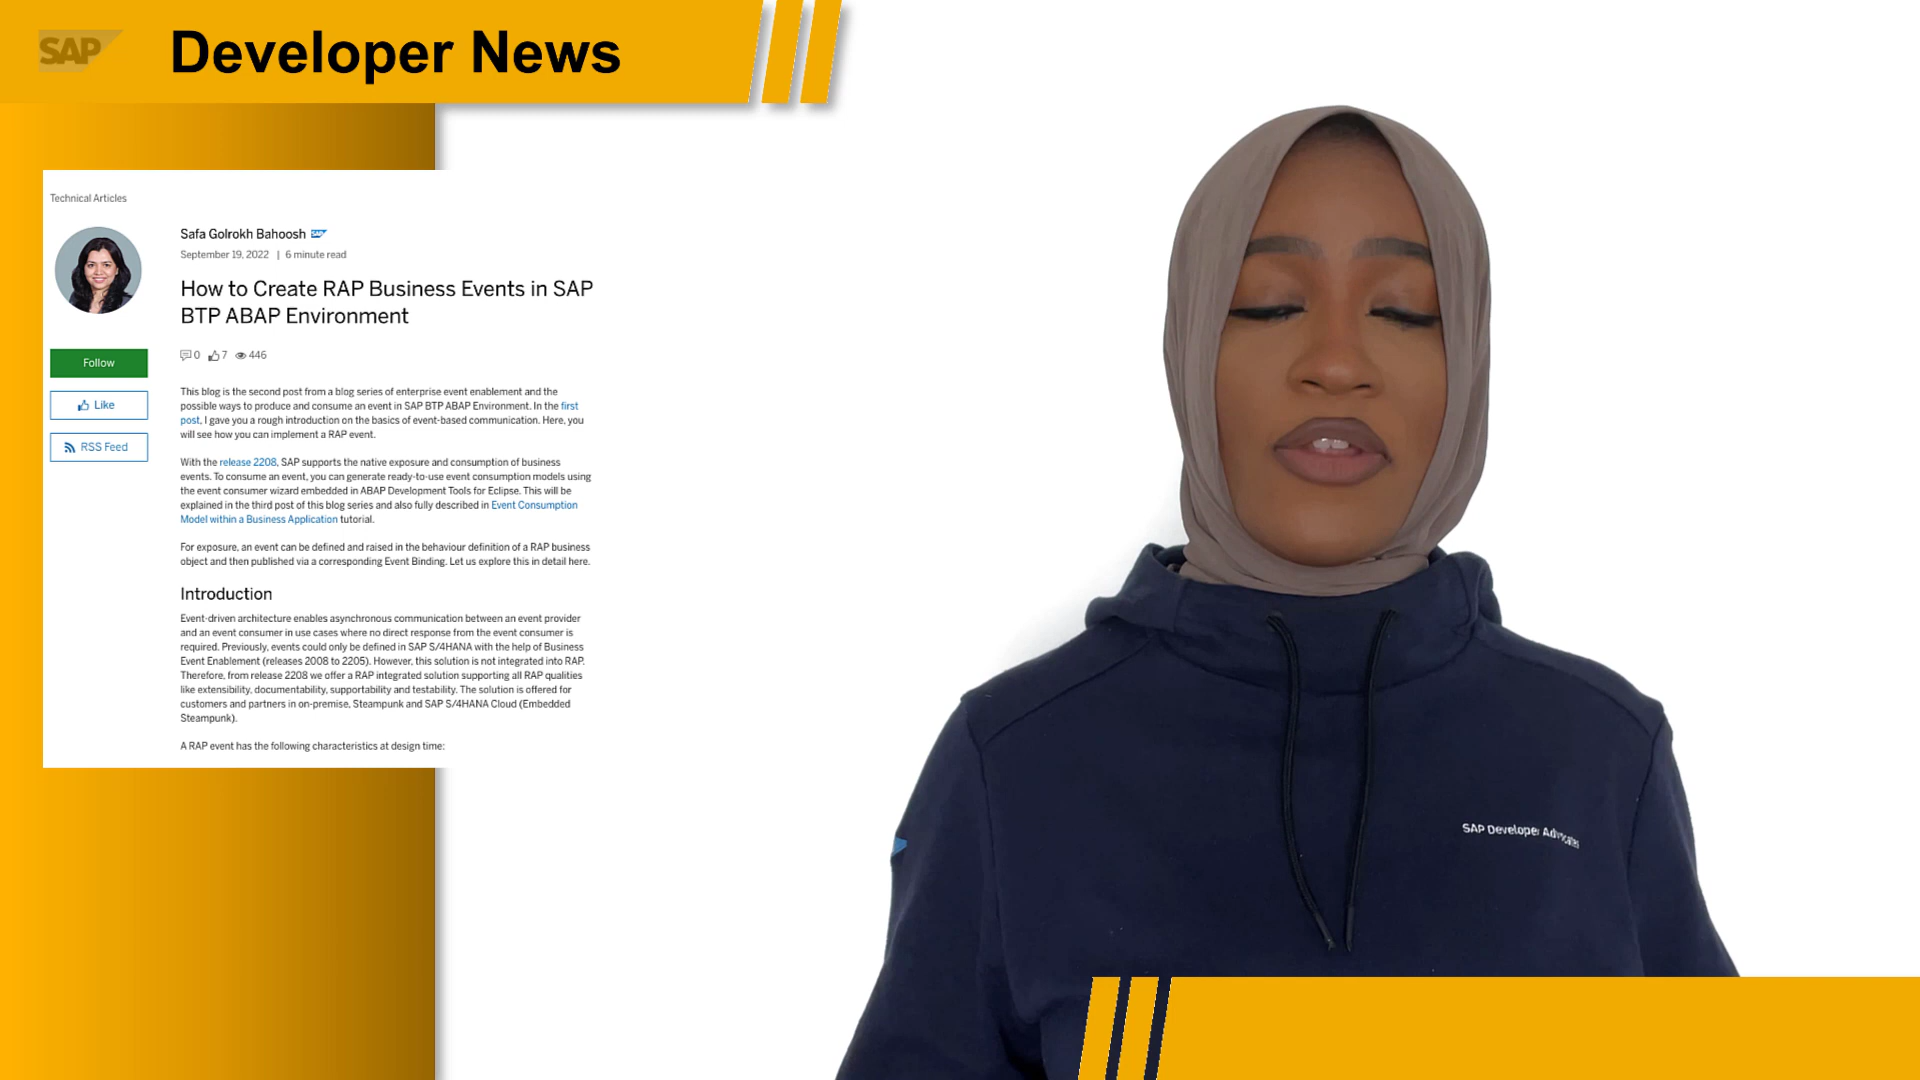 SAP Developer News
Technical Articles
Safa Golrokh Bahoosh SAP
September 19, 2022 | 6 minute read
How to Create RAP Business Events in SAP
BTP ABAP Environment
0 7 446
Follow
Like
RSS Feed
This blog is the second post from a blog series of enterprise event enablement and the
possible ways to produce and consume an event in SAP BTP ABAP Environment. In the first
post, I gave you a rough introduction on the basics of event-based communication. Here, you
will see how you can implement a RAP event.
With the release 2208, SAP supports the native exposure and consumption of business
events. To consume an event, you can generate ready-to-use event consumption models using
the event consumer wizard embedded in ABAP Development Tools for Eclipse. This will be
explained in the third post of this blog series and also fully described in Event Consumption
Model within a Business Application tutorial.
For exposure, an event can be defined and raised in the behaviour definition of a RAP business
object and then published via a corresponding Event Binding. Let us explore this in detail here.
Introduction
Event-driven architecture enables asynchronous communication between an event provider
and an event consumer in use cases where no direct response from the event consumer is
required. Previously, events could only be defined in SAP S/4HANA with the help of Business
Event Enablement (releases 2008 to 2205). However, this solution is not integrated into RAP.
Therefore, from release 2208 we offer a RAP integrated solution supporting all RAP qualities
like extensibility, documentability, supportability and testability. The solution is offered for
customers and partners in on-premise, Steampunk and SAP S/4HANA Cloud (Embedded
Steampunk).
A RAP event has the following characteristics at design time:
SAP Developer Advocates